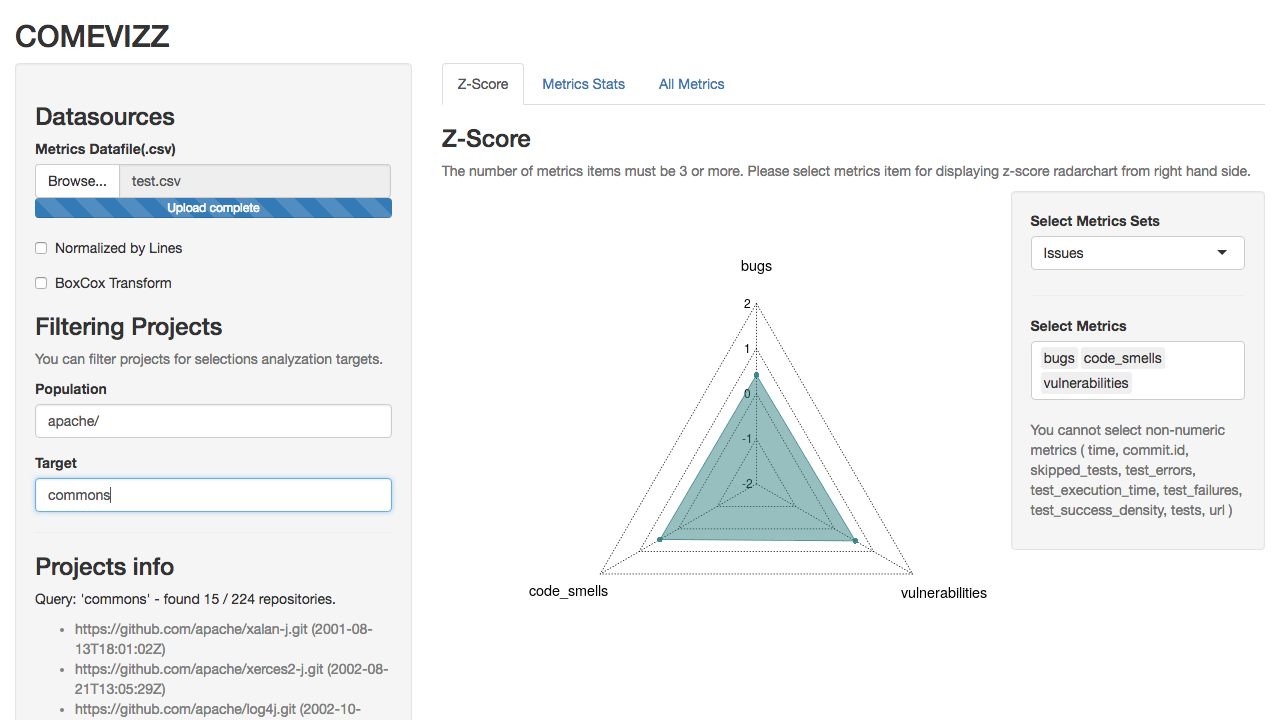 COMEVIZZ
Datasources
Metrics Datafile(.csv)
Browse... test.csv
Upload complete
Normalized by Lines
BoxCox Transform
Filtering Projects
You can filter projects for selections analyzation targets.
Population
apache/
Target
commons
Projects info
Query: 'commons' - found 15 / 224 repositories.
https://github.com/apache/xalan-j.git (2001-08-
13T18:01:02Z)
https://github.com/apache/xerces2-j.git (2002-08-
21T13:05:29Z)
https://github.com/apache/log4j.git (2002-10-
Z-Score Metrics Stats All Metrics
Z-Score
The number of metrics items must be 3 or more. Please select metrics item for displaying z-score radarchart from right hand side.
bugs
2
1
0
-1
-2
code_smells
vulnerabilities
Select Metrics Sets
Issues
Select Metrics
bugs code_smells
vulnerabilities
You cannot select non-numeric
metrics ( time, commit.id,
skipped_tests, test_errors,
test_execution_time, test_failures,
test_success_density, tests, url )